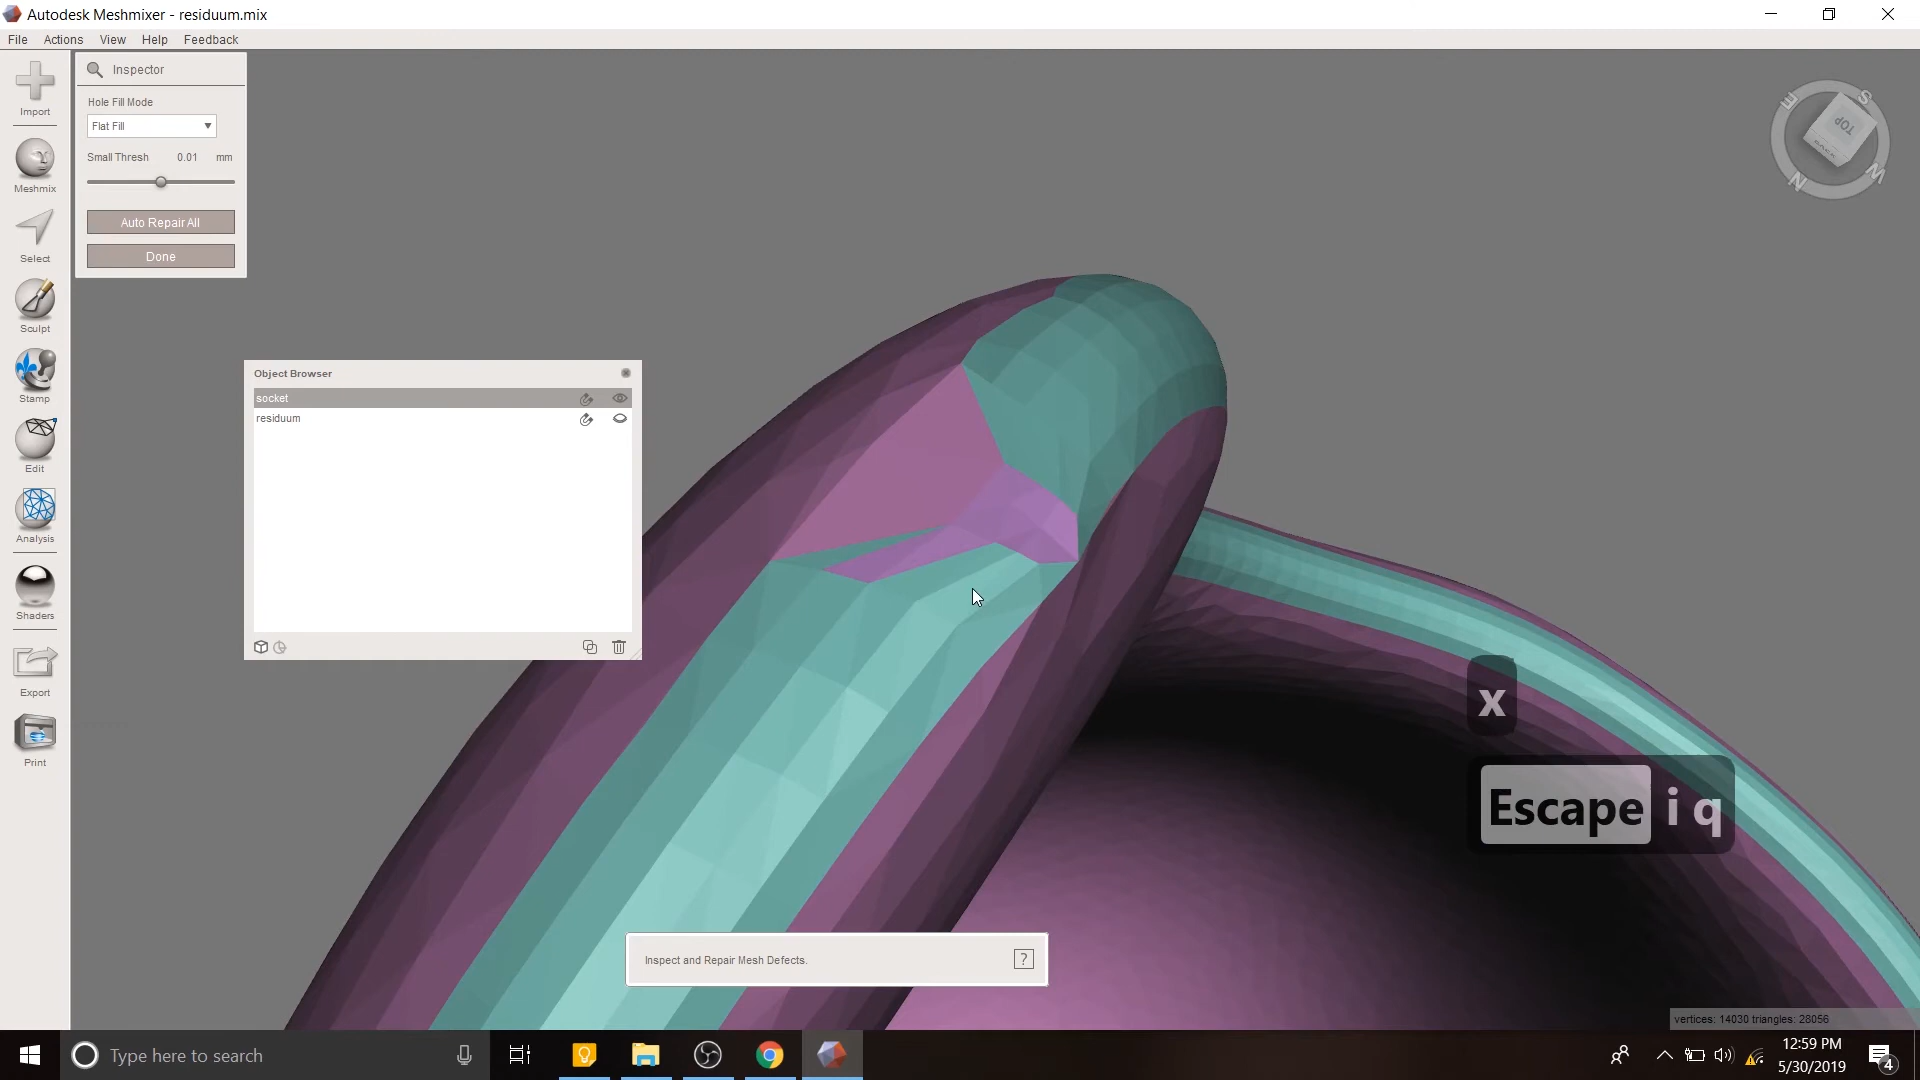 Autodesk Meshmixer - residuum.mix
File Actions View Help Feedback
Import
Meshmix
Select
Sculpt
Stamp
Edit
Analysis
Shaders
Export
Print
Inspector
Hole Fill Mode
Flat Fill
Small Thresh 0.01 mm
Auto Repair All
Done
Object Browser
socket
residuum
E
S
TOP
N
W
x
Escape i q
Inspect and Repair Mesh Defects.
?
vertices: 14030 triangles: 28056
Type here to search
12:59 PM
5/30/2019
4